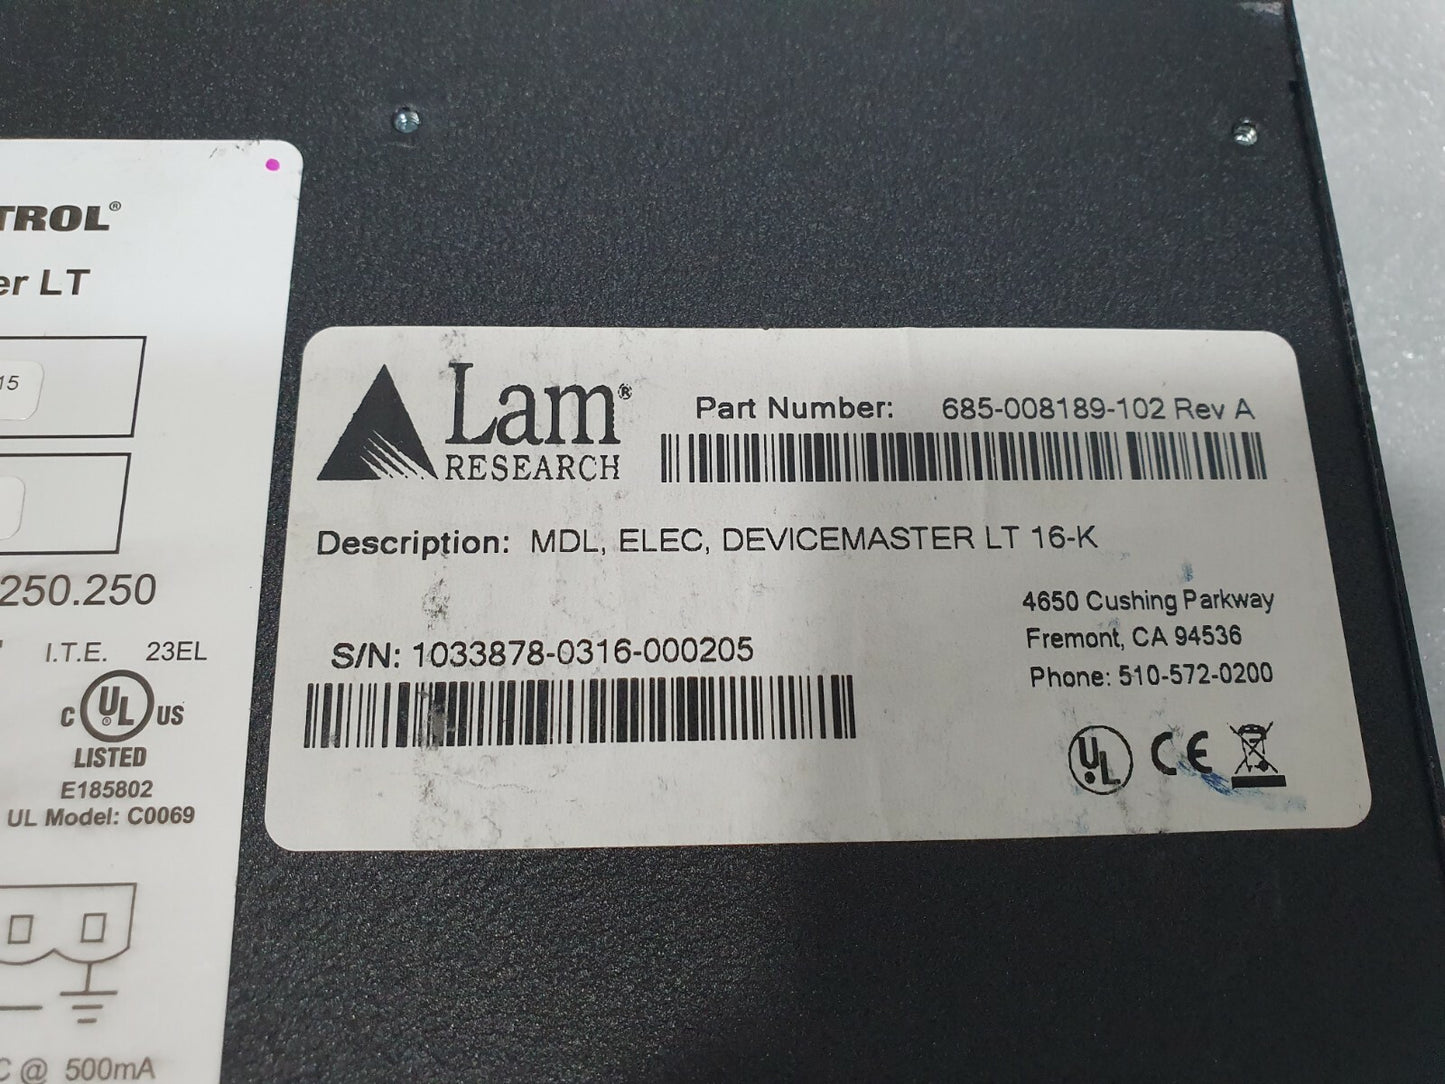 TROL®
er LT
15
250.250
I.T.E. 23EL
C UL ® US
LISTED
E185802
UL Model: C0069
C @ 500mA
Lam®
RESEARCH
Part Number: 685-008189-102 Rev A
Description: MDL, ELEC, DEVICEMASTER LT 16-K
4650 Cushing Parkway
Fremont, CA 94536
Phone: 510-572-0200
S/N: 1033878-0316-000205
UL CE